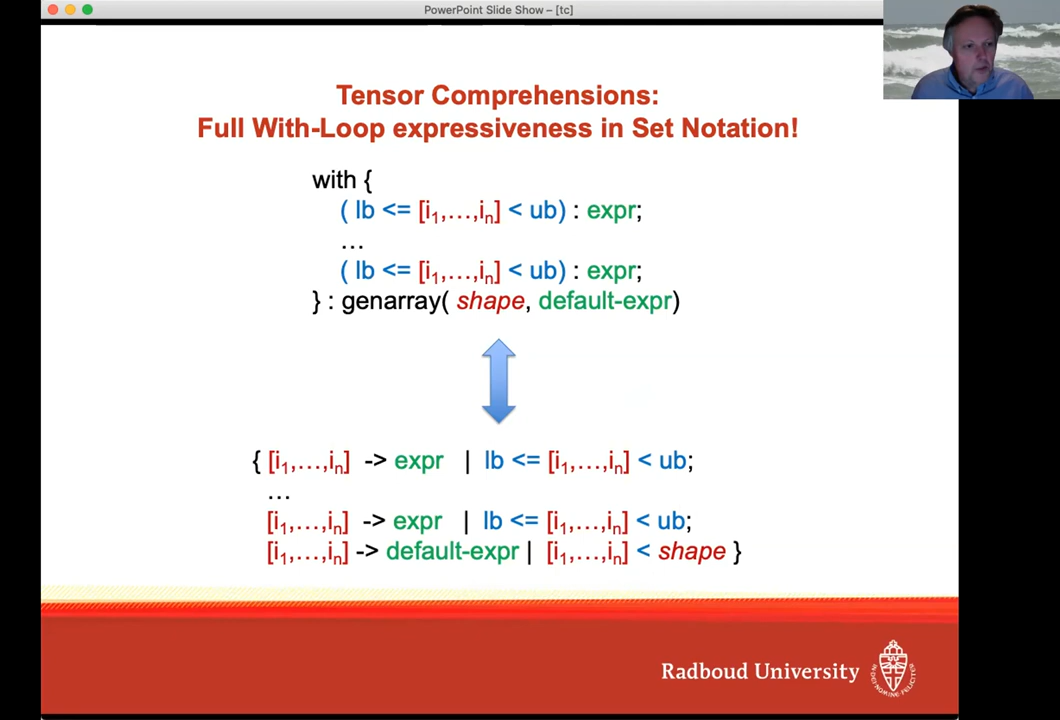 PowerPoint Slide Show – [tc]
Tensor Comprehensions:
Full With-Loop expressiveness in Set Notation!
with {
( lb <= [i₁,…,iₙ] < ub) : expr;
…
( lb <= [i₁,…,iₙ] < ub) : expr;
} : genarray( shape, default-expr)
{ [i₁,…,iₙ] -> expr | lb <= [i₁,…,iₙ] < ub;
…
[i₁,…,iₙ] -> expr | lb <= [i₁,…,iₙ] < ub;
[i₁,…,iₙ] -> default-expr | [i₁,…,iₙ] < shape }
Radboud University